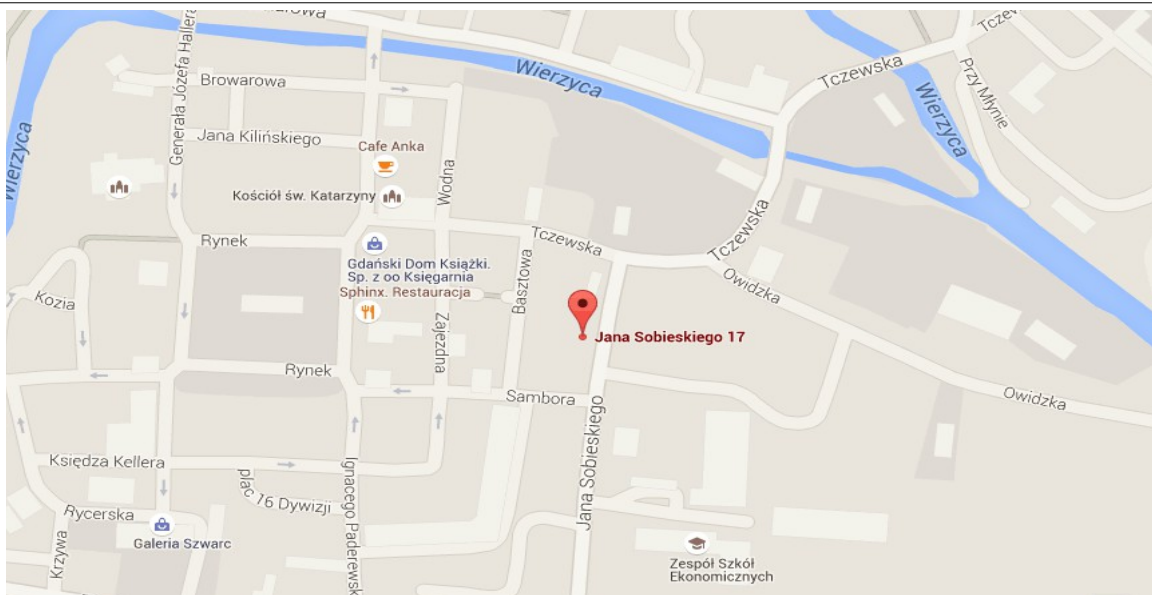 Tczew
Generała Józefa Hallera
Wierzyca
Tczewska
Browarowa
Przy Młynie
Wierzyca
Wierzyca
Jana Kilińskiego
Cafe Anka
Wodna
Kościół św. Katarzyny
Rynek
Tczewska
Tczewska
Gdański Dom Książki.
Sp. z oo Księgarnia
Sphinx. Restauracja
Basztowa
Owidzka
Kozia
Zajezdna
Jana Sobieskiego 17
Rynek
Sambora
Owidzka
Jana Sobieskiego
Księdza Kellera
plac 16 Dywizji
Ignacego Paderewsk
Rycerska
Galeria Szwarc
Krzywa
Zespół Szkół
Ekonomicznych